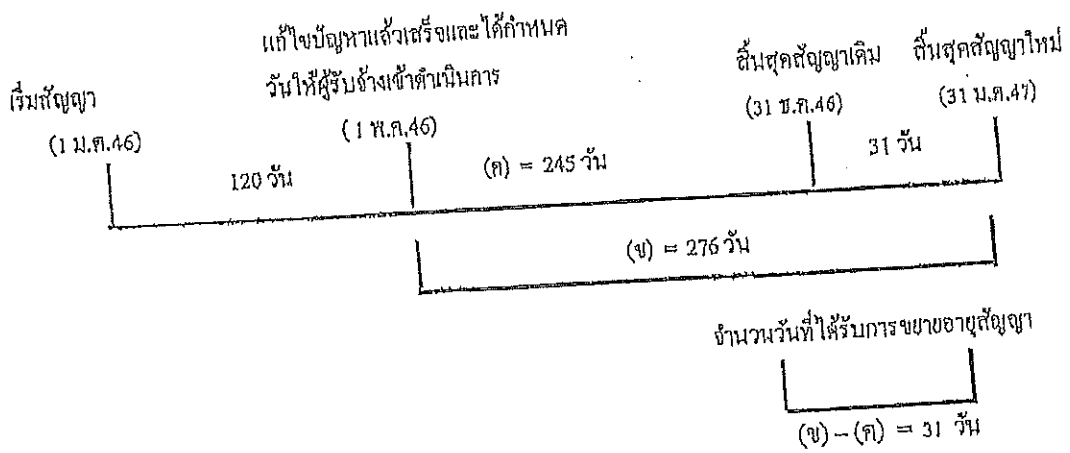 แก้ไขปัญหาแล้วเสร็จและได้กำหนด
วันให้ผู้รับจ้างเข้าดำเนินการ
เริ่มสัญญา
(1 ม.ค.46)
(1 พ.ค.46)
สิ้นสุดสัญญาเดิม
(31 ธ.ค.46)
สิ้นสุดสัญญาใหม่
(31 ม.ค.47)
120 วัน
(ค) = 245 วัน
31 วัน
(ข) = 276 วัน
จำนวนวันที่ได้รับการขยายอายุสัญญา
(ข) – (ค) = 31 วัน